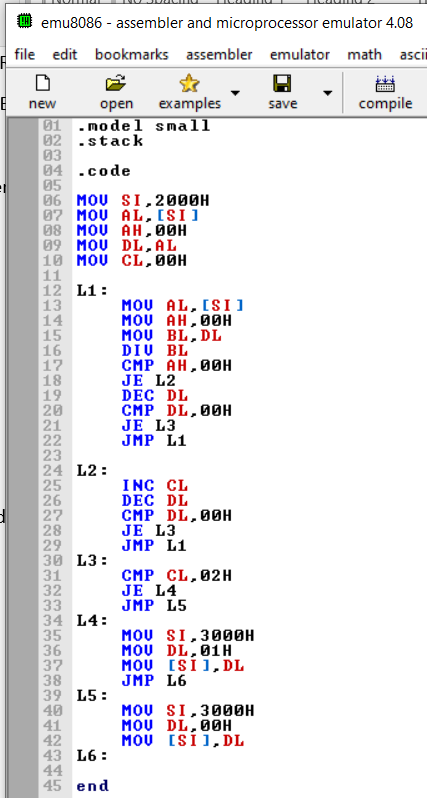 Normal No Spacing Heading 1 Heading 2
emu8086 - assembler and microprocessor emulator 4.08
file edit bookmarks assembler emulator math ascii
new open examples save compile
01 .model small
02 .stack
03
04 .code
05
06 MOV SI,2000H
07 MOV AL,[SI]
08 MOV AH,00H
09 MOV DL,AL
10 MOV CL,00H
11
12 L1:
13 MOV AL,[SI]
14 MOV AH,00H
15 MOV BL,DL
16 DIV BL
17 CMP AH,00H
18 JE L2
19 DEC DL
20 CMP DL,00H
21 JE L3
22 JMP L1
23
24 L2:
25 INC CL
26 DEC DL
27 CMP DL,00H
28 JE L3
29 JMP L1
30 L3:
31 CMP CL,02H
32 JE L4
33 JMP L5
34 L4:
35 MOV SI,3000H
36 MOV DL,01H
37 MOV [SI],DL
38 JMP L6
39 L5:
40 MOV SI,3000H
41 MOV DL,00H
42 MOV [SI],DL
43 L6:
44
45 end